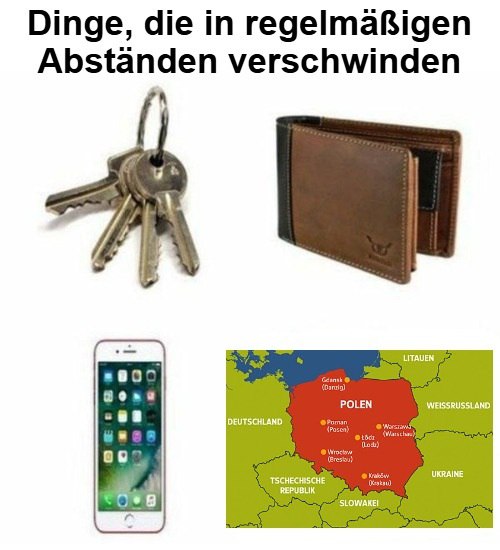 Dinge, die in regelmäßigen
Abständen verschwinden
LITAUEN
Gdańsk
(Danzig)
POLEN
DEUTSCHLAND
WEISSRUSSLAND
Poznan
(Posen)
Warszawa
(Warschau)
Łódź
(Lodz)
Wrocław
(Breslau)
TSCHECHISCHE
REPUBLIK
Kraków
(Krakau)
UKRAINE
SLOWAKEI